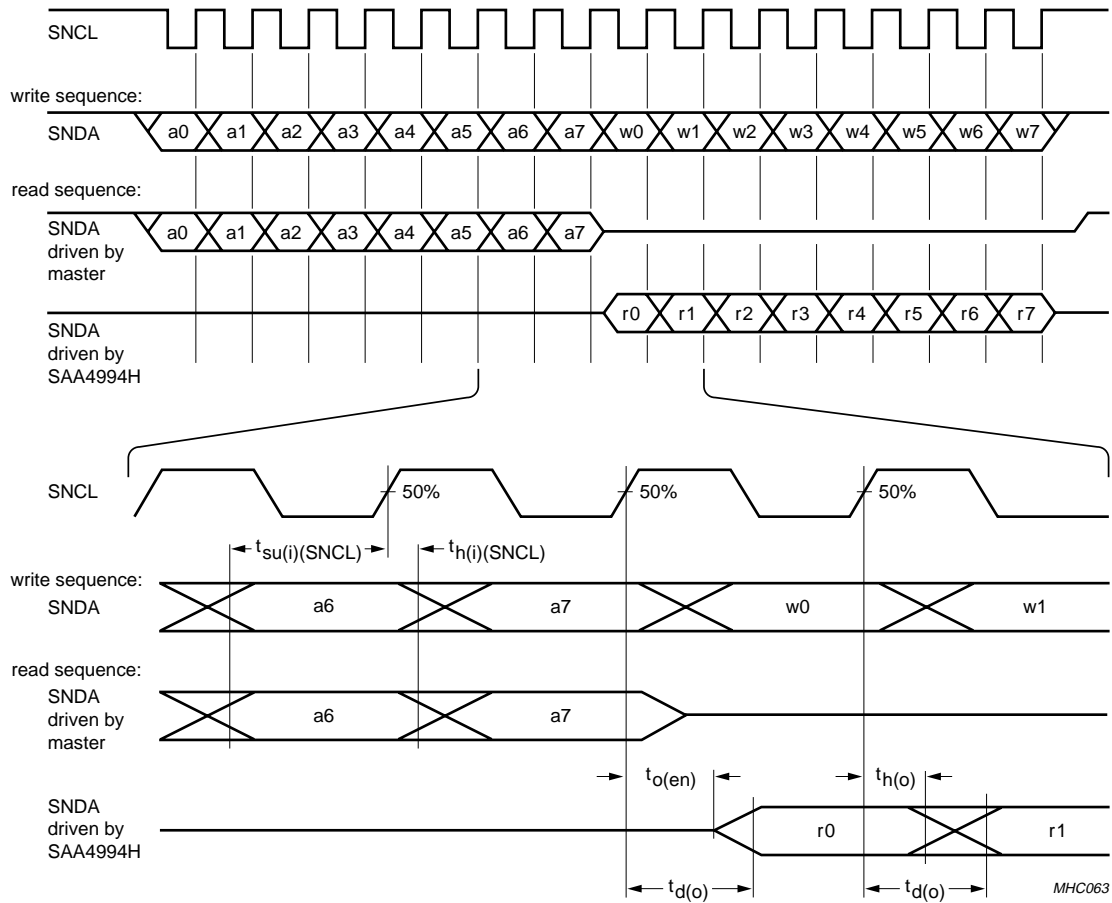 SNCL
write sequence:
SNDA a0 a1 a2 a3 a4 a5 a6 a7 w0 w1 w2 w3 w4 w5 w6 w7
read sequence:
SNDA
driven by
master
a0 a1 a2 a3 a4 a5 a6 a7
SNDA
driven by
SAA4994H
r0 r1 r2 r3 r4 r5 r6 r7
SNCL 50% 50% 50%
tsu(i)(SNCL) th(i)(SNCL)
write sequence:
SNDA a6 a7 w0 w1
read sequence:
SNDA
driven by
master
a6 a7
to(en) th(o)
SNDA
driven by
SAA4994H
r0 r1
td(o) td(o)
MHC063